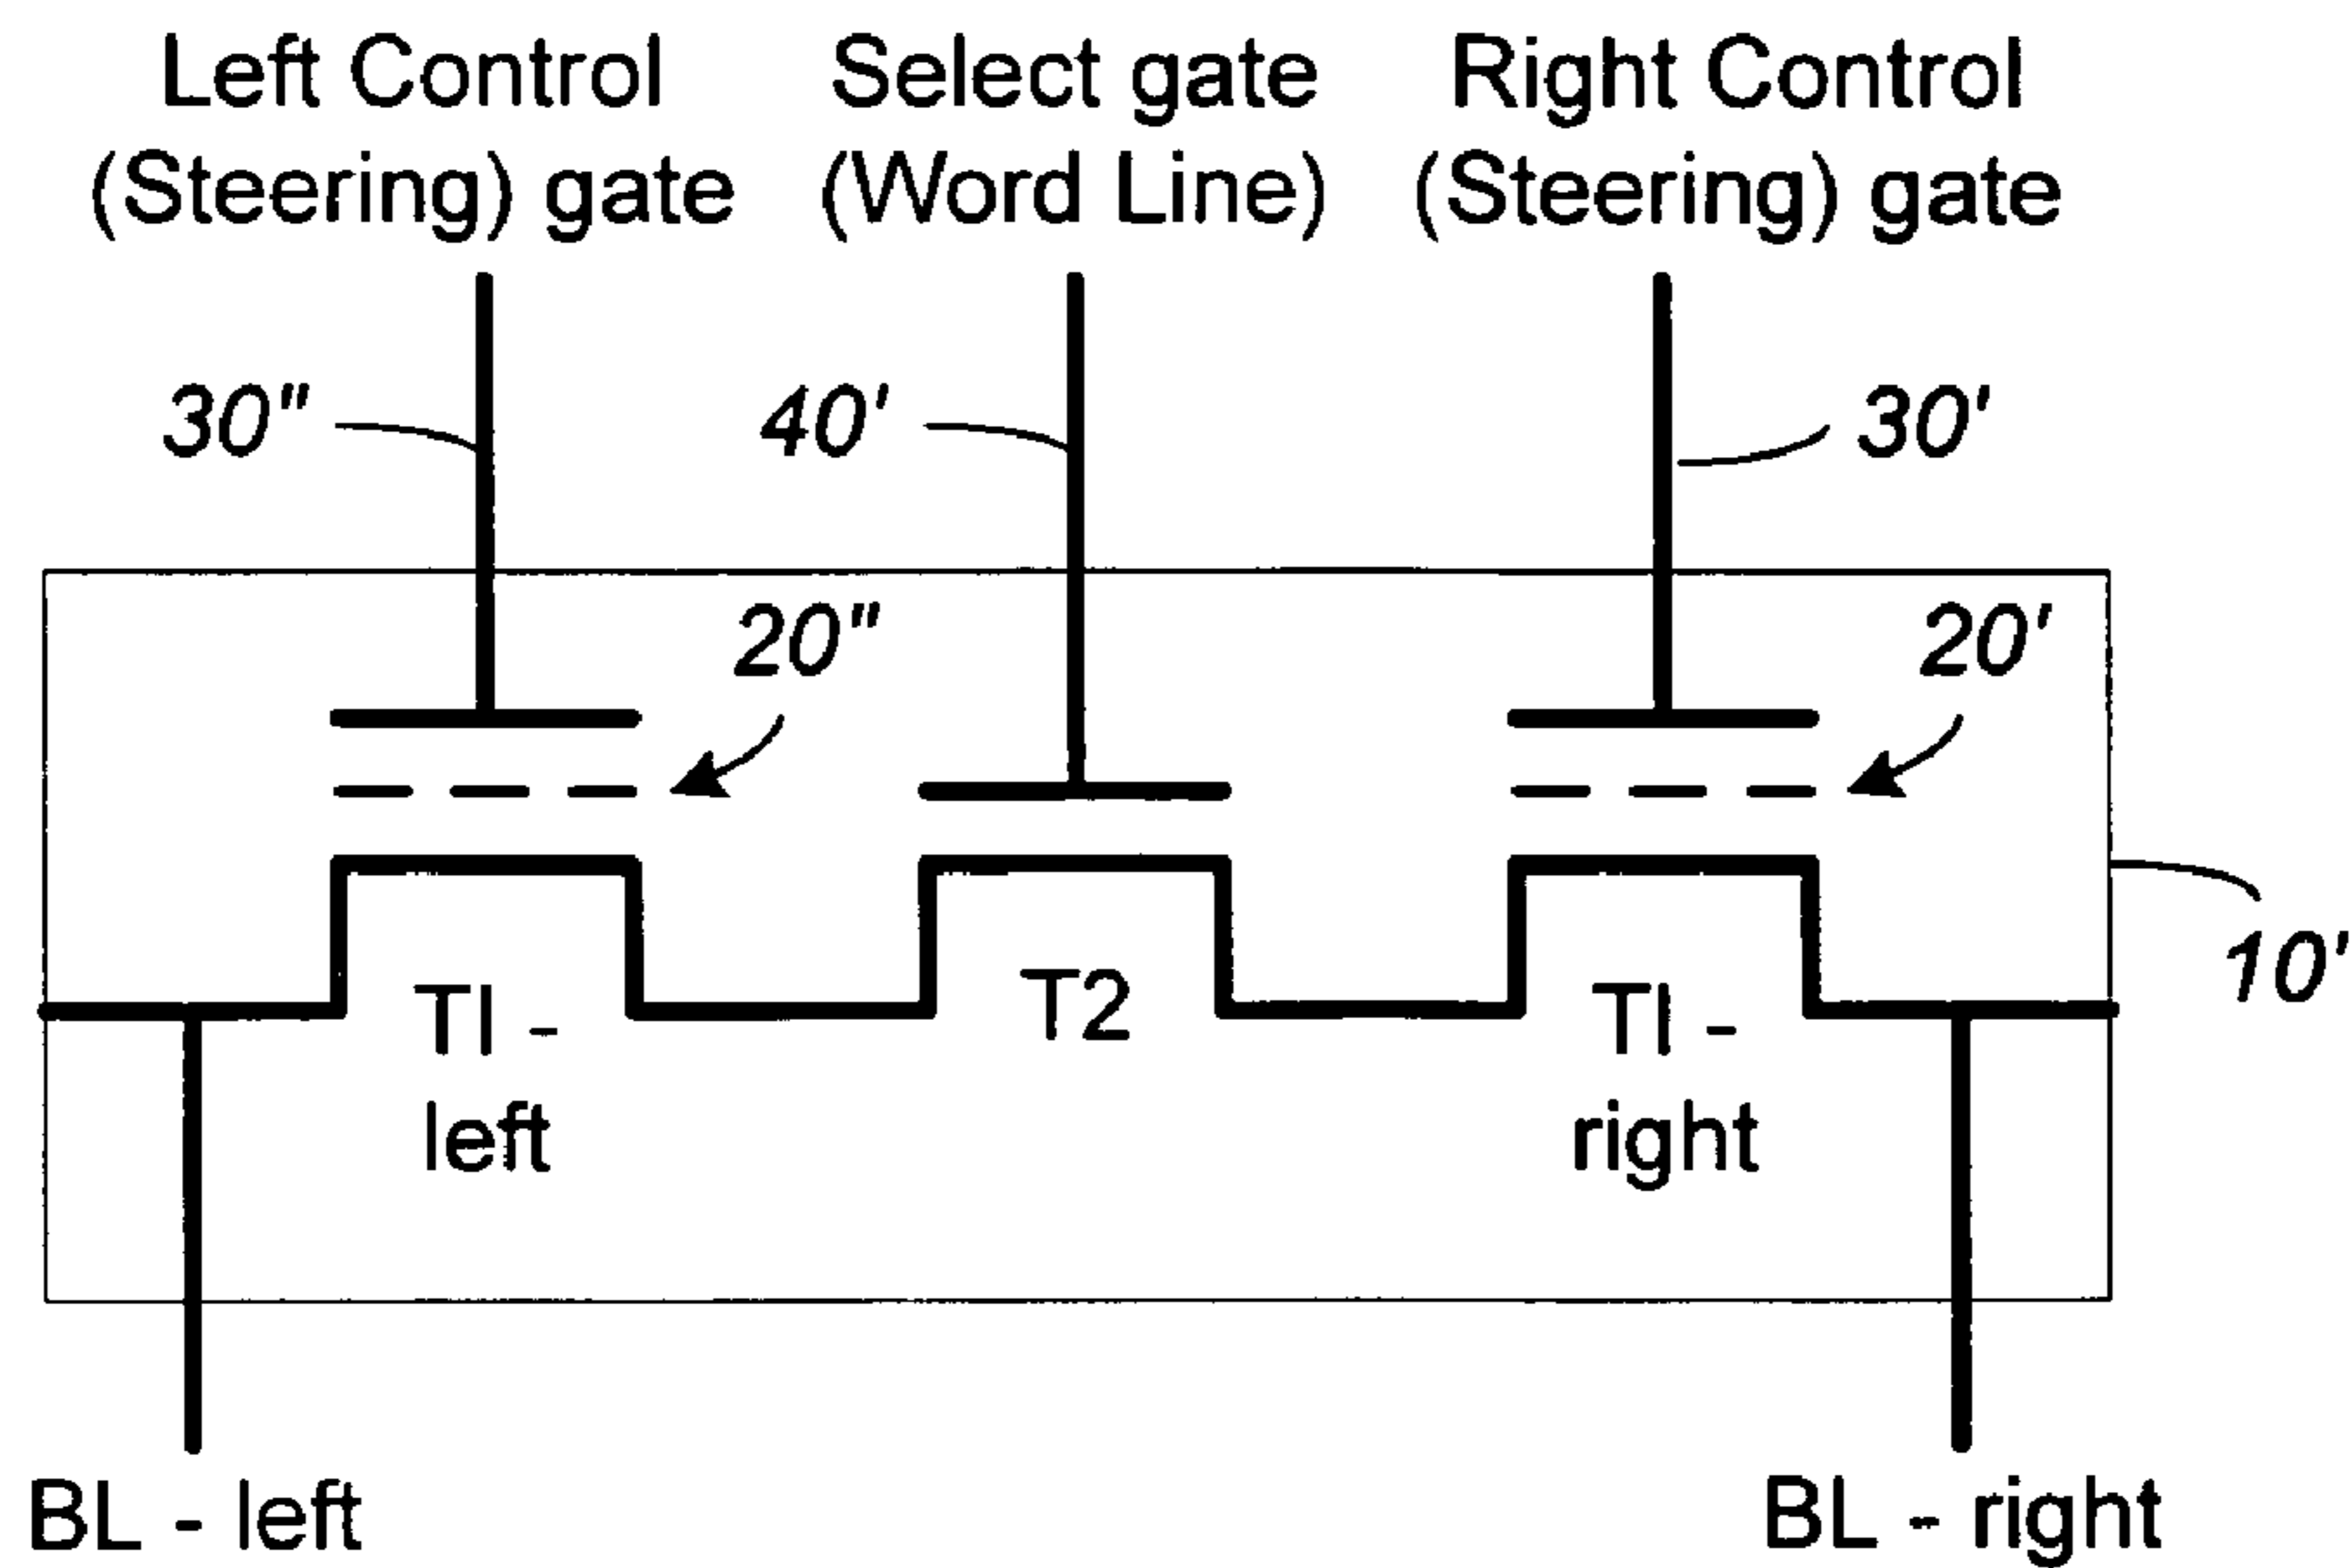 Left Control
(Steering) gate
Select gate
(Word Line)
Right Control
(Steering) gate
30"
40'
30'
20"
20'
10'
TI -
left
T2
TI -
right
BL - left
BL - right